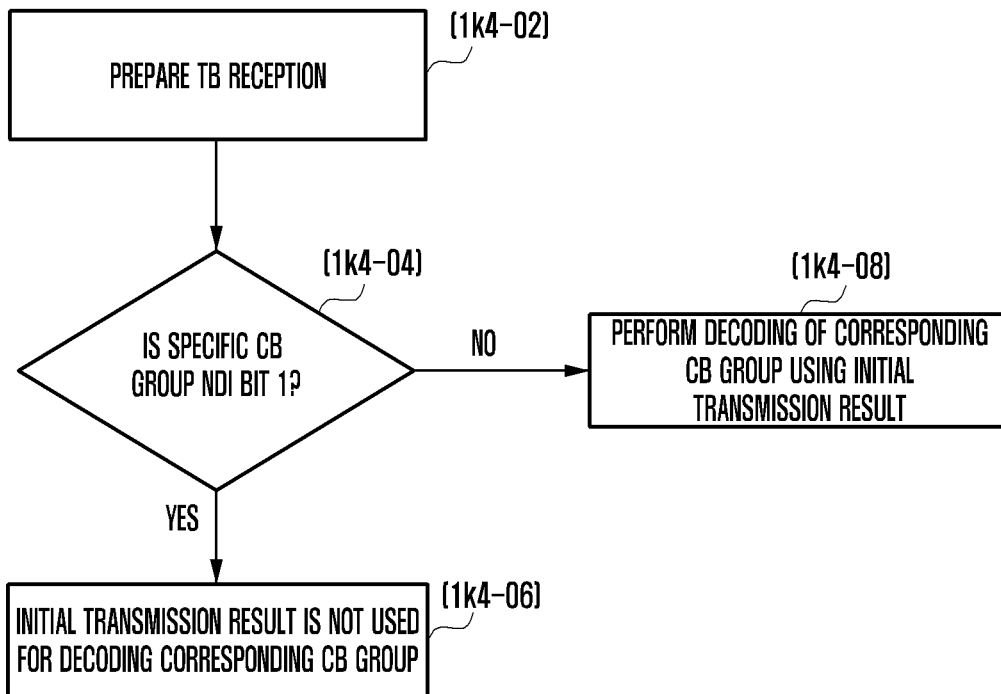 (1k4-02)
PREPARE TB RECEPTION
(1k4-04)
IS SPECIFIC CB
GROUP NDI BIT 1?
NO
(1k4-08)
PERFORM DECODING OF CORRESPONDING
CB GROUP USING INITIAL
TRANSMISSION RESULT
YES
(1k4-06)
INITIAL TRANSMISSION RESULT IS NOT USED
FOR DECODING CORRESPONDING CB GROUP